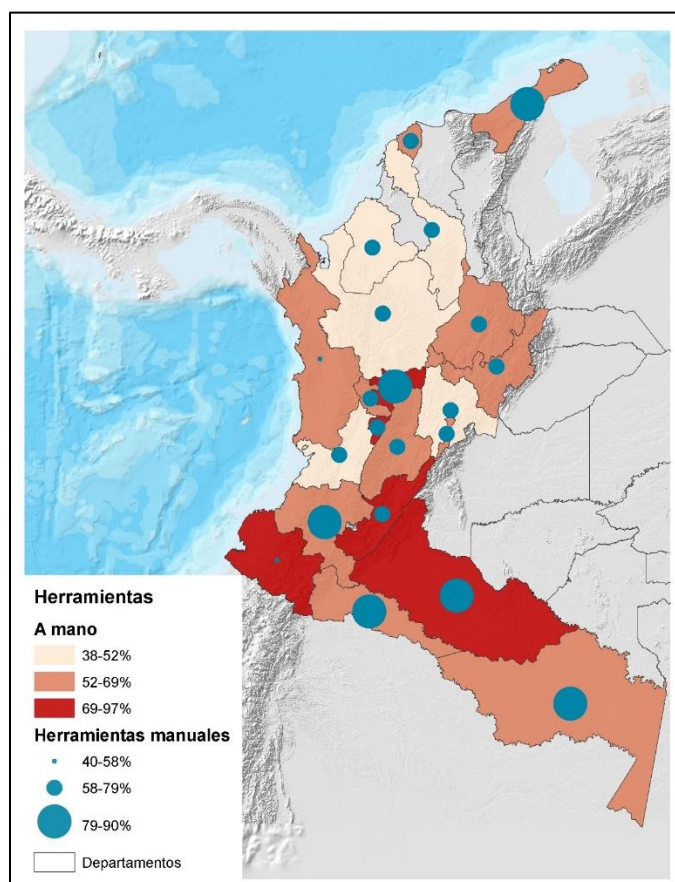 Herramientas
A mano
38-52%
52-69%
69-97%
Herramientas manuales
40-58%
58-79%
79-90%
Departamentos